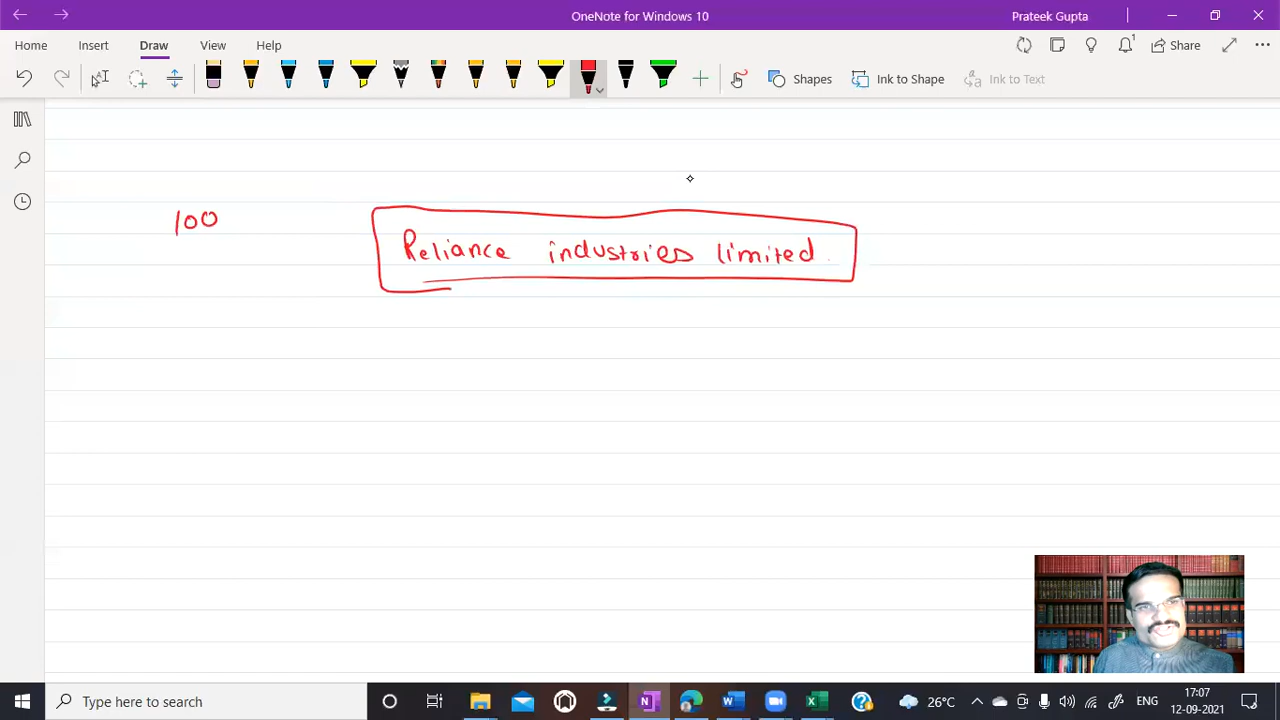 OneNote for Windows 10
Prateek Gupta
Home Insert Draw View Help
1 Share
Shapes Ink to Shape Ink to Text
100
Reliance industries limited.
Type here to search
26°C ENG 17:07
12-09-2021